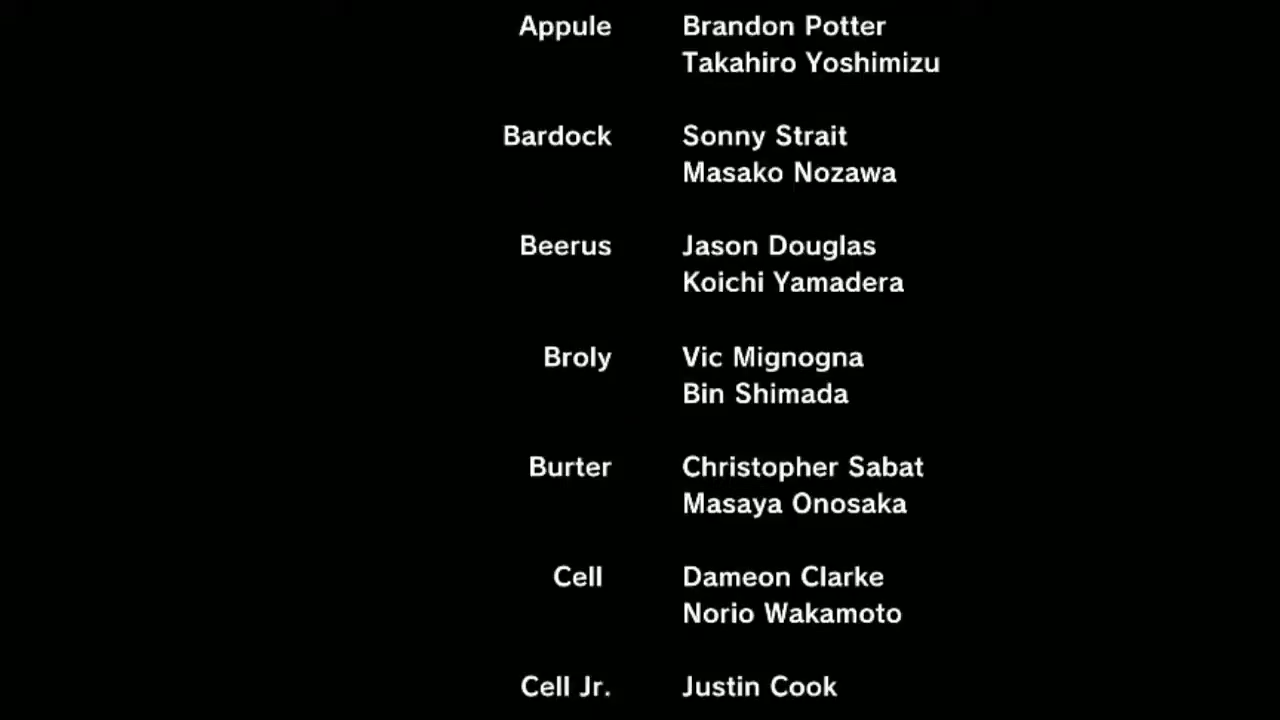 Appule Brandon Potter
Takahiro Yoshimizu
Bardock Sonny Strait
Masako Nozawa
Beerus Jason Douglas
Koichi Yamadera
Broly Vic Mignogna
Bin Shimada
Burter Christopher Sabat
Masaya Onosaka
Cell Dameon Clarke
Norio Wakamoto
Cell Jr. Justin Cook